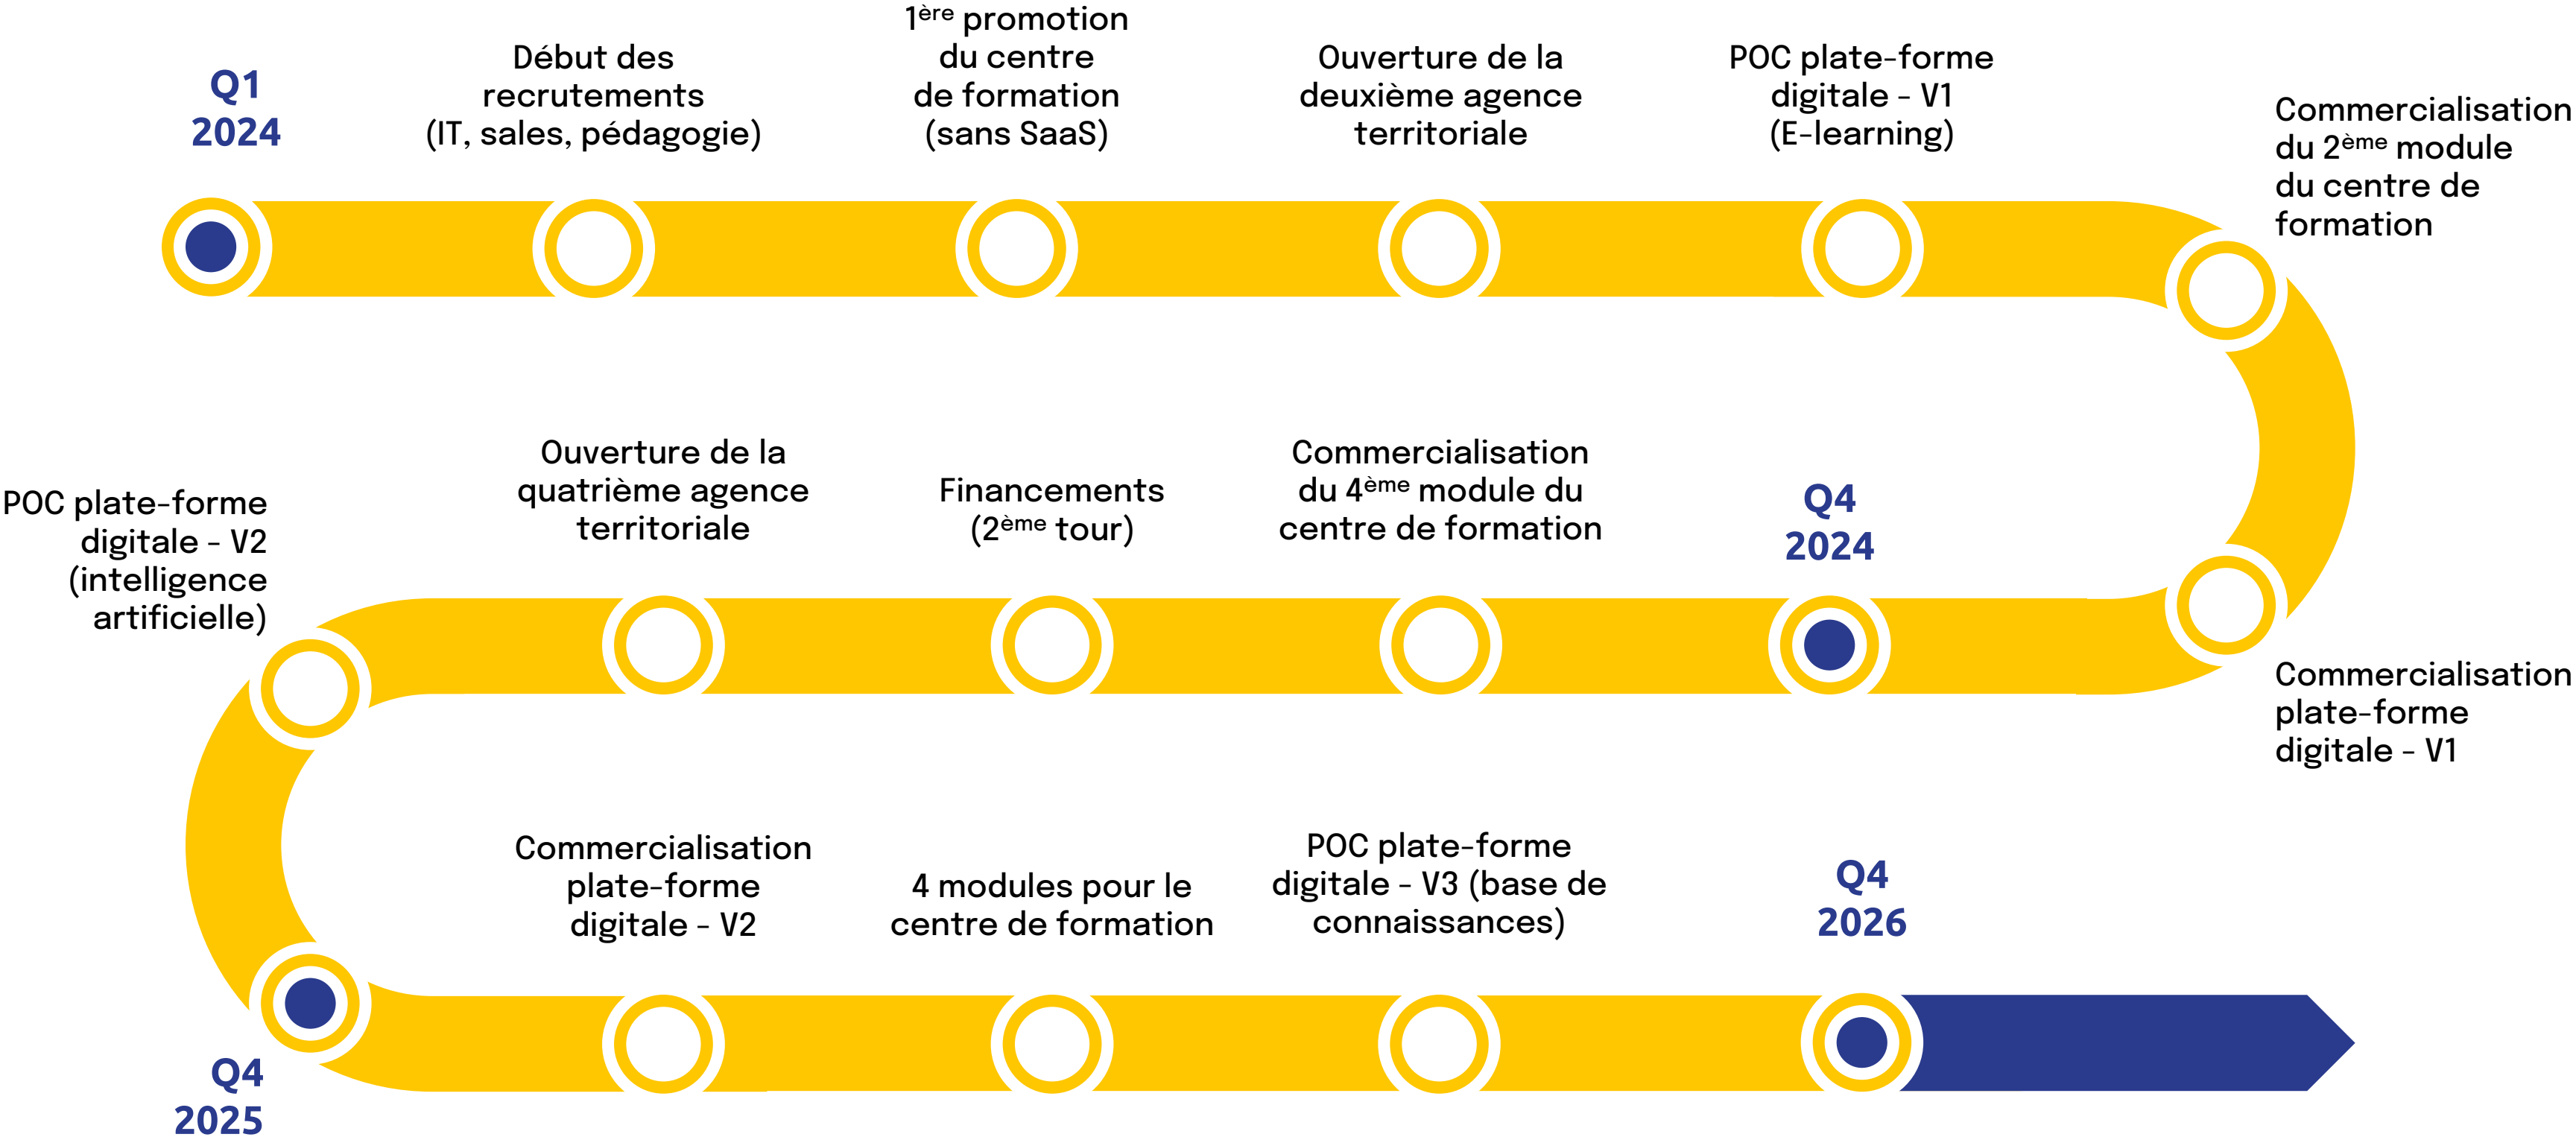 Q1
2024
Début des
recrutements
(IT, sales, pédagogie)
1ère promotion
du centre
de formation
(sans SaaS)
Ouverture de la
deuxième agence
territoriale
POC plate-forme
digitale - V1
(E-learning)
Commercialisation
du 2ème module
du centre de
formation
Commercialisation
plate-forme
digitale - V1
Q4
2024
Commercialisation
du 4ème module du
centre de formation
Financements
(2ème tour)
Ouverture de la
quatrième agence
territoriale
POC plate-forme
digitale - V2
(intelligence
artificielle)
Q4
2025
Commercialisation
plate-forme
digitale - V2
4 modules pour le
centre de formation
POC plate-forme
digitale - V3 (base de
connaissances)
Q4
2026